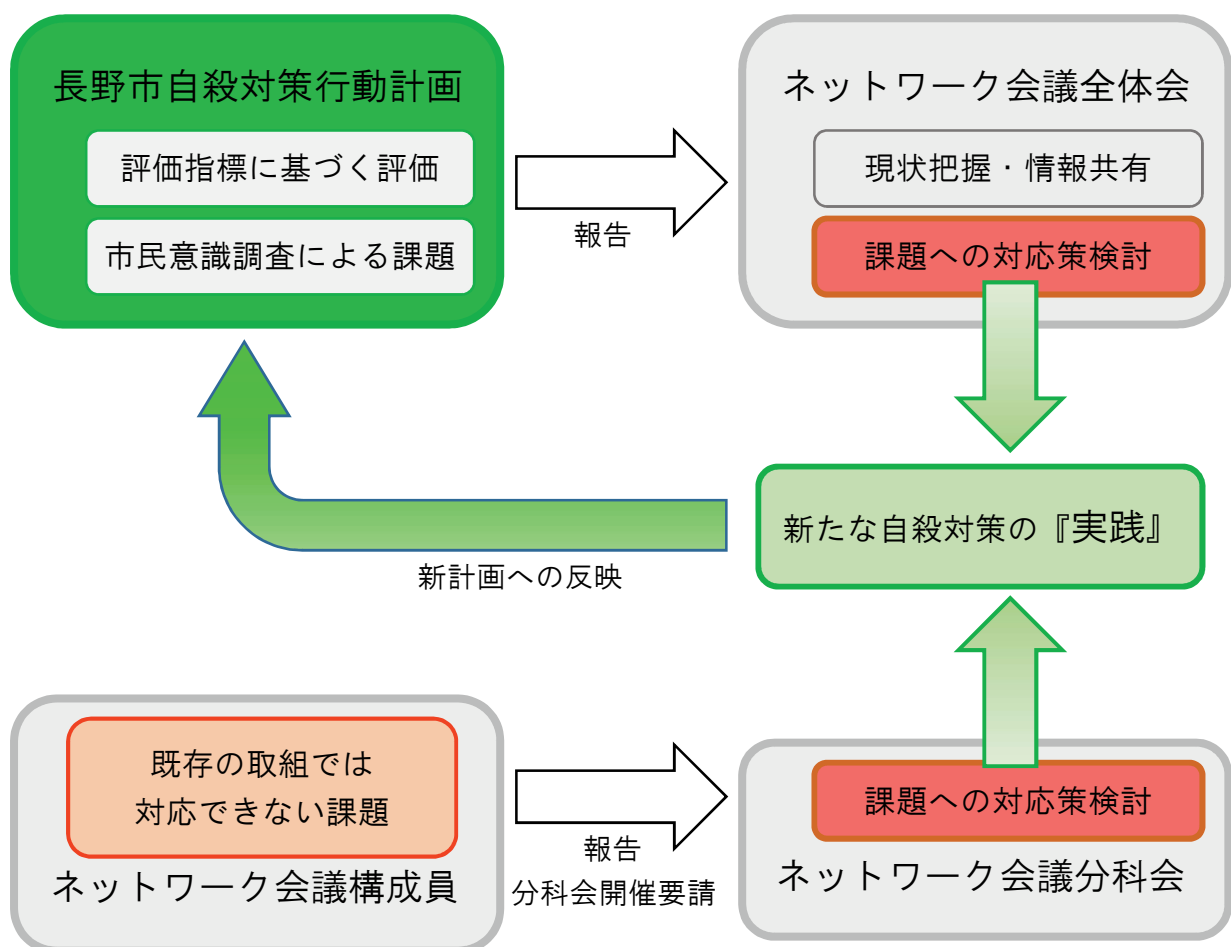 長野市自殺対策行動計画
評価指標に基づく評価
市民意識調査による課題
報告
ネットワーク会議全体会
現状把握・情報共有
課題への対応策検討
新たな自殺対策の『実践』
新計画への反映
既存の取組では
対応できない課題
ネットワーク会議構成員
報告
分科会開催要請
課題への対応策検討
ネットワーク会議分科会